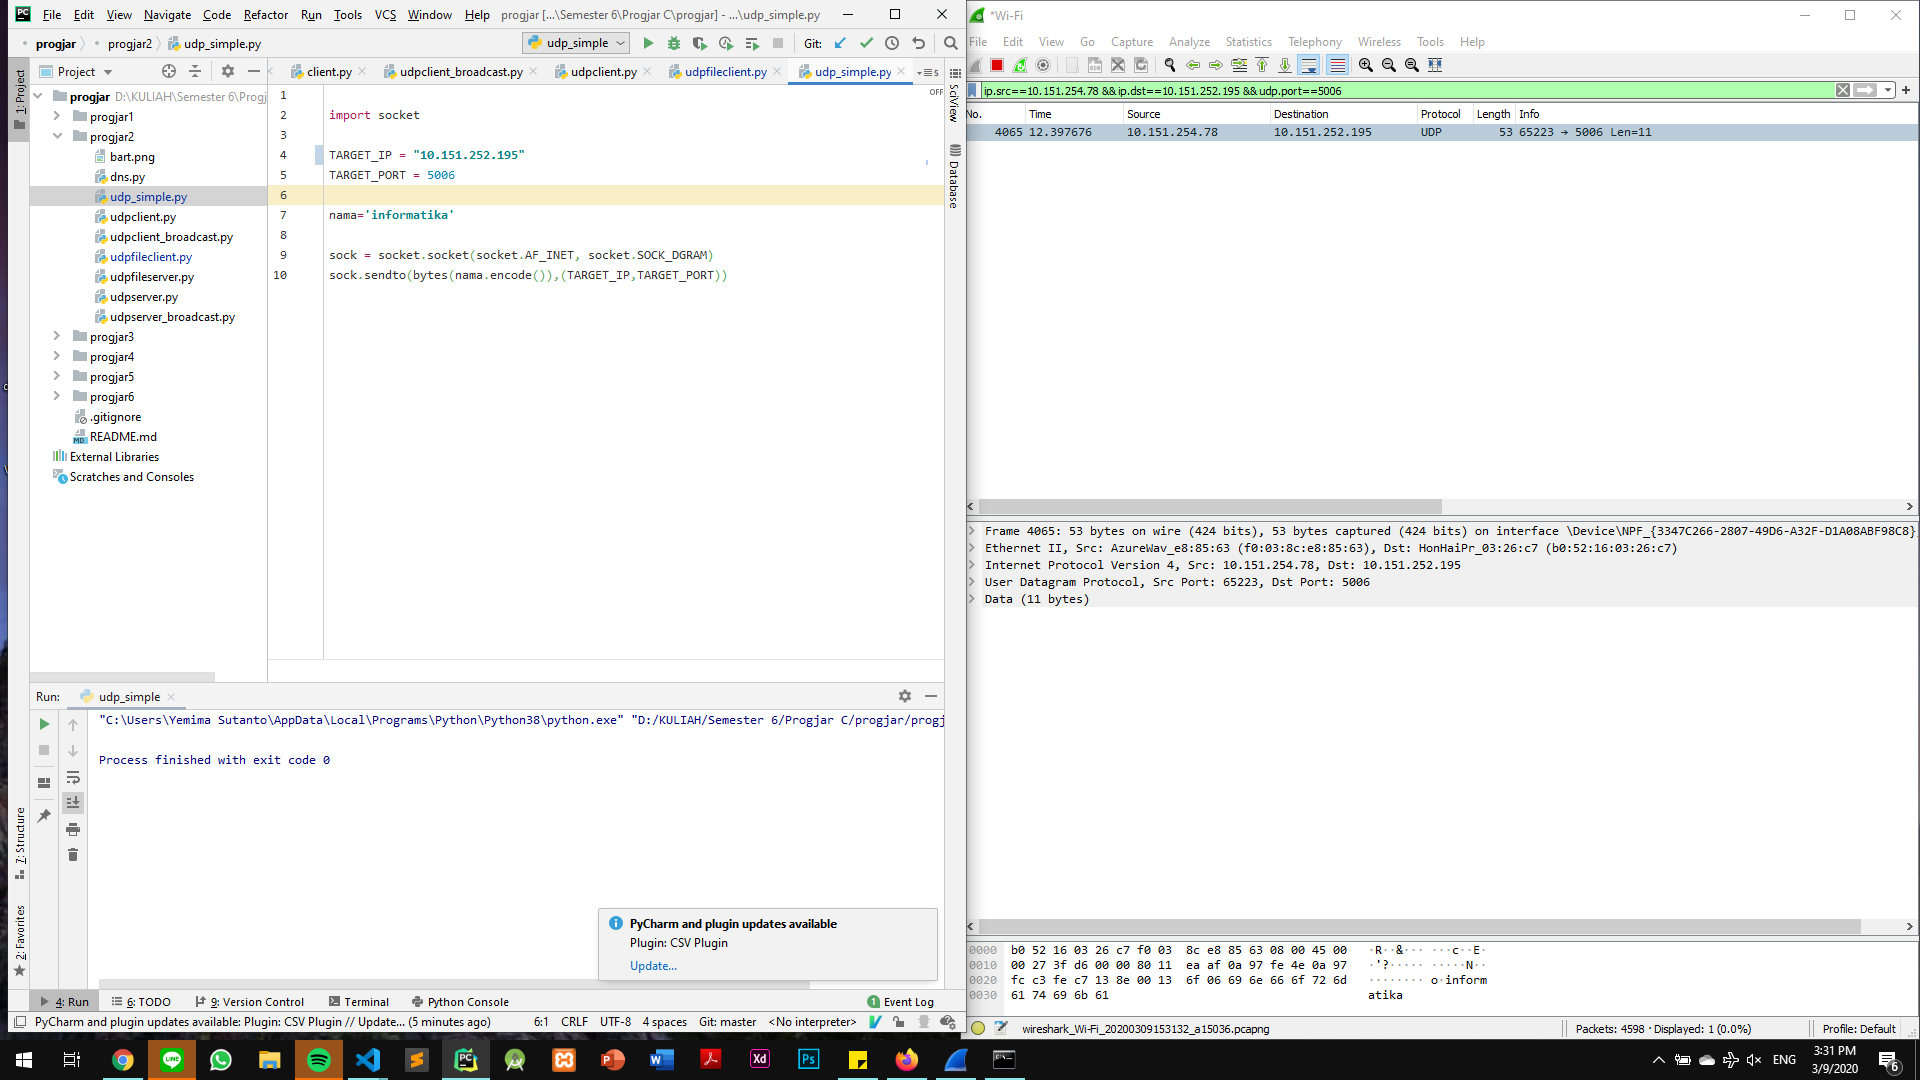 File Edit View Navigate Code Refactor Run Tools VCS Window Help progjar [...\Semester 6\Progjar C\progjar] - ...\udp_simple.py
progjar progjar2 udp_simple.py
udp_simple Git:
Project
client.py udpclient_broadcast.py udpclient.py udpfileclient.py udp_simple.py
1: Project
progjar D:\KULIAH\Semester 6\Progj
progjar1
progjar2
bart.png
dns.py
udp_simple.py
udpclient.py
udpclient_broadcast.py
udpfileclient.py
udpfileserver.py
udpserver.py
udpserver_broadcast.py
progjar3
progjar4
progjar5
progjar6
.gitignore
README.md
External Libraries
Scratches and Consoles
OFF
1
2 import socket
3
4 TARGET_IP = "10.151.252.195"
5 TARGET_PORT = 5006
6
7 nama='informatika'
8
9 sock = socket.socket(socket.AF_INET, socket.SOCK_DGRAM)
10 sock.sendto(bytes(nama.encode()),(TARGET_IP,TARGET_PORT))
SciView
Database
Run: udp_simple
"C:\Users\Yemima Sutanto\AppData\Local\Programs\Python\Python38\python.exe" "D:/KULIAH/Semester 6/Progjar C/progjar/progj
Process finished with exit code 0
7: Structure
2: Favorites
PyCharm and plugin updates available
Plugin: CSV Plugin
Update...
4: Run 6: TODO 9: Version Control Terminal Python Console 1 Event Log
PyCharm and plugin updates available: Plugin: CSV Plugin // Update... (5 minutes ago) 6:1 CRLF UTF-8 4 spaces Git: master <No interpreter>
*Wi-Fi
File Edit View Go Capture Analyze Statistics Telephony Wireless Tools Help
ip.src==10.151.254.78 && ip.dst==10.151.252.195 && udp.port==5006
No. Time Source Destination Protocol Length Info
4065 12.397676 10.151.254.78 10.151.252.195 UDP 53 65223 → 5006 Len=11
Frame 4065: 53 bytes on wire (424 bits), 53 bytes captured (424 bits) on interface \Device\NPF_{3347C266-2807-49D6-A32F-D1A08ABF98C8}
Ethernet II, Src: AzureWav_e8:85:63 (f0:03:8c:e8:85:63), Dst: HonHaiPr_03:26:c7 (b0:52:16:03:26:c7)
Internet Protocol Version 4, Src: 10.151.254.78, Dst: 10.151.252.195
User Datagram Protocol, Src Port: 65223, Dst Port: 5006
Data (11 bytes)
0000 b0 52 16 03 26 c7 f0 03 8c e8 85 63 08 00 45 00 ·R··&··· ···c··E·
0010 00 27 3f d6 00 00 80 11 ea af 0a 97 fe 4e 0a 97 ·'?····· ·····N··
0020 fc c3 fe c7 13 8e 00 13 6f 06 69 6e 66 6f 72 6d ········ o·inform
0030 61 74 69 6b 61 atika
wireshark_Wi-Fi_20200309153132_a15036.pcapng Packets: 4598 · Displayed: 1 (0.0%) Profile: Default
ENG 3:31 PM
3/9/2020
6